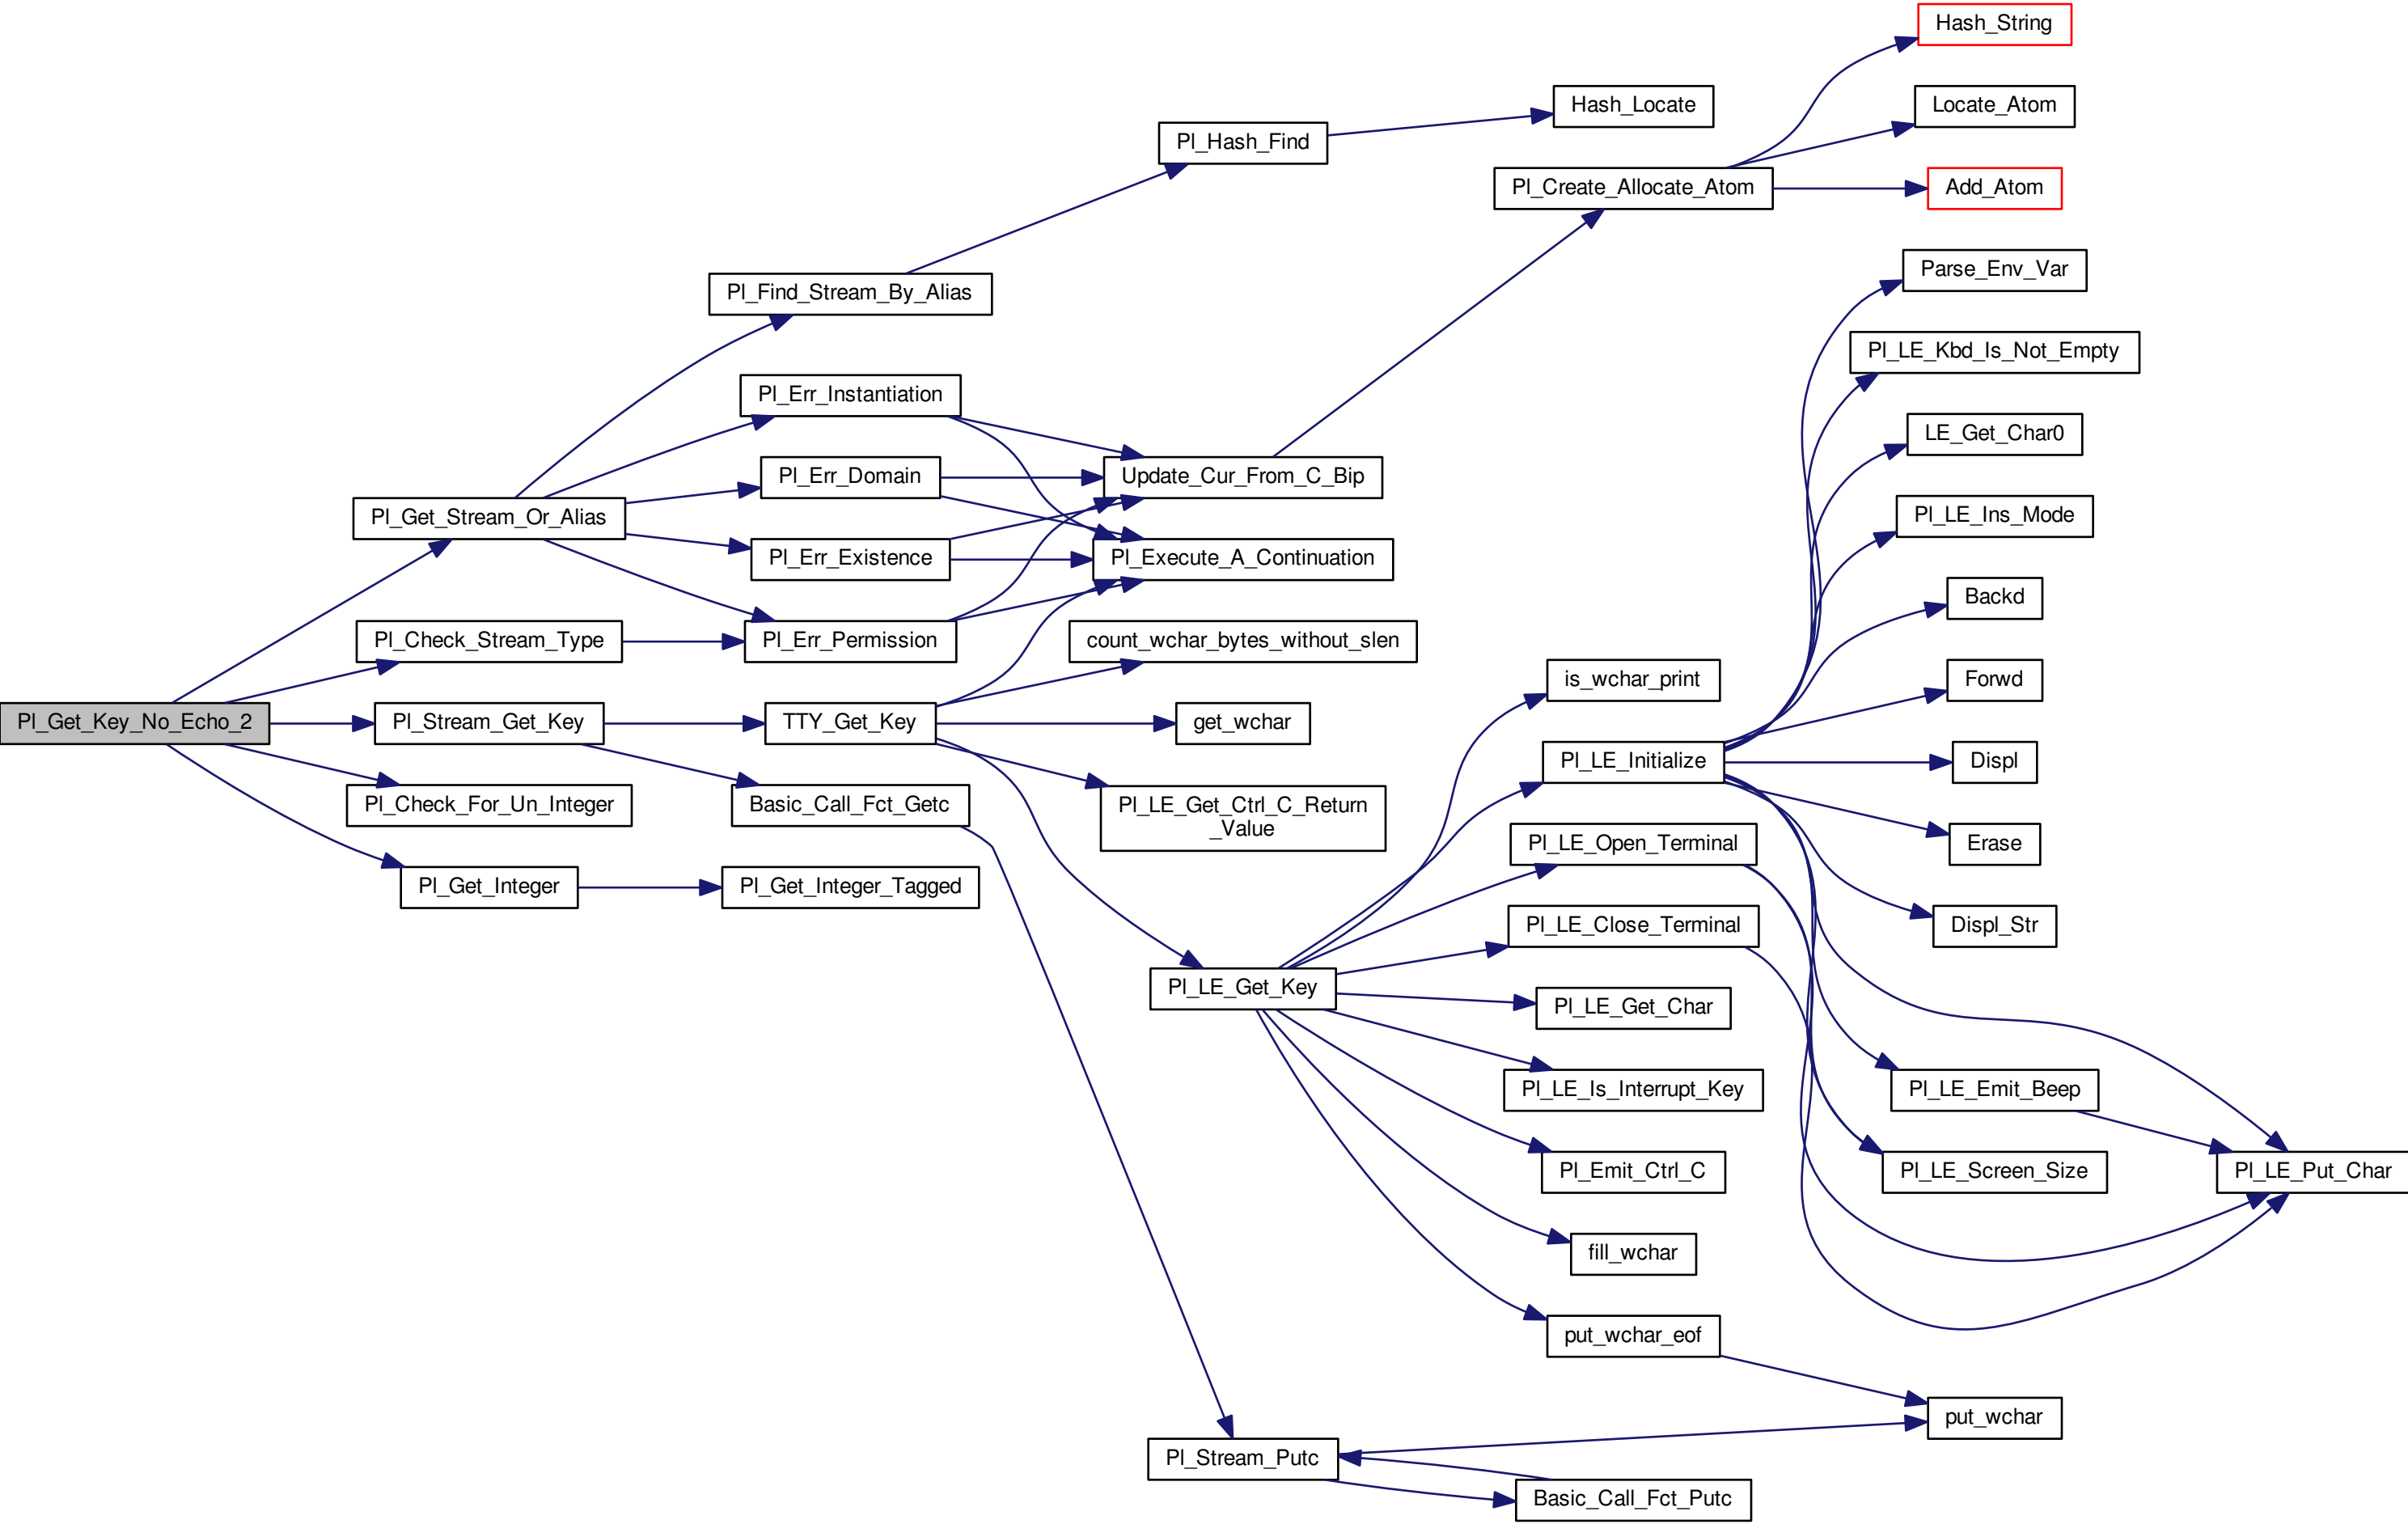 Hash_String
Hash_Locate
Locate_Atom
Pl_Hash_Find
Pl_Create_Allocate_Atom
Add_Atom
Parse_Env_Var
Pl_Find_Stream_By_Alias
Pl_LE_Kbd_Is_Not_Empty
Pl_Err_Instantiation
LE_Get_Char0
Pl_Err_Domain
Update_Cur_From_C_Bip
Pl_Get_Stream_Or_Alias
Pl_LE_Ins_Mode
Pl_Err_Existence
Pl_Execute_A_Continuation
Backd
Pl_Check_Stream_Type
Pl_Err_Permission
count_wchar_bytes_without_slen
is_wchar_print
Forwd
Pl_Get_Key_No_Echo_2
Pl_Stream_Get_Key
TTY_Get_Key
get_wchar
Pl_LE_Initialize
Displ
Pl_Check_For_Un_Integer
Basic_Call_Fct_Getc
Pl_LE_Get_Ctrl_C_Return
_Value
Pl_LE_Open_Terminal
Erase
Pl_Get_Integer
Pl_Get_Integer_Tagged
Pl_LE_Close_Terminal
Displ_Str
Pl_LE_Get_Key
Pl_LE_Get_Char
Pl_LE_Is_Interrupt_Key
Pl_LE_Emit_Beep
Pl_Emit_Ctrl_C
Pl_LE_Screen_Size
Pl_LE_Put_Char
fill_wchar
put_wchar_eof
put_wchar
Pl_Stream_Putc
Basic_Call_Fct_Putc